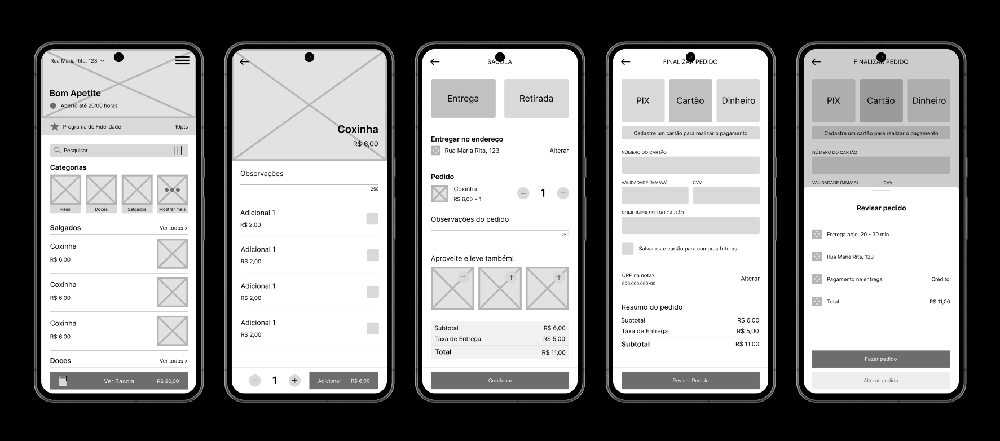 Rua Maria Rita, 123
Bom Apetite
Aberto até 20:00 horas
Programa de Fidelidade 10pts
Pesquisar
Categorias
Pães Doces Salgados Mostrar mais
Salgados Ver todos >
Coxinha
R$ 6,00
Coxinha
R$ 6,00
Coxinha
R$ 6,00
Doces Ver todos >
1 Ver Sacola R$ 20,00
Coxinha
R$ 6,00
Observações
250
Adicional 1
R$ 2,00
Adicional 1
R$ 2,00
Adicional 1
R$ 2,00
Adicional 1
R$ 2,00
1 Adicionar R$ 6,00
SACOLA
Entrega Retirada
Entregar no endereço
Rua Maria Rita, 123 Alterar
Pedido
Coxinha
R$ 6,00 × 1
1
Observações do pedido
250
Aproveite e leve também!
Subtotal R$ 6,00
Taxa de Entrega R$ 5,00
Total R$ 11,00
Continuar
FINALIZAR PEDIDO
PIX Cartão Dinheiro
Cadastre um cartão para realizar o pagamento
NÚMERO DO CARTÃO
VALIDADADE (MM/AA) CVV
NOME IMPRESSO NO CARTÃO
Salvar este cartão para compras futuras
CPF na nota?
000.000.000-00
Alterar
Resumo do pedido
Subtotal R$ 6,00
Taxa de Entrega R$ 5,00
Subtotal R$ 11,00
Revisar Pedido
FINALIZAR PEDIDO
PIX Cartão Dinheiro
Cadastre um cartão para realizar o pagamento
NÚMERO DO CARTÃO
VALIDADADE (MM/AA) CVV
Revisar pedido
Entrega hoje, 20 - 30 min
Rua Maria Rita, 123
Pagamento na entrega Crédito
Total R$ 11,00
Fazer pedido
Alterar pedido